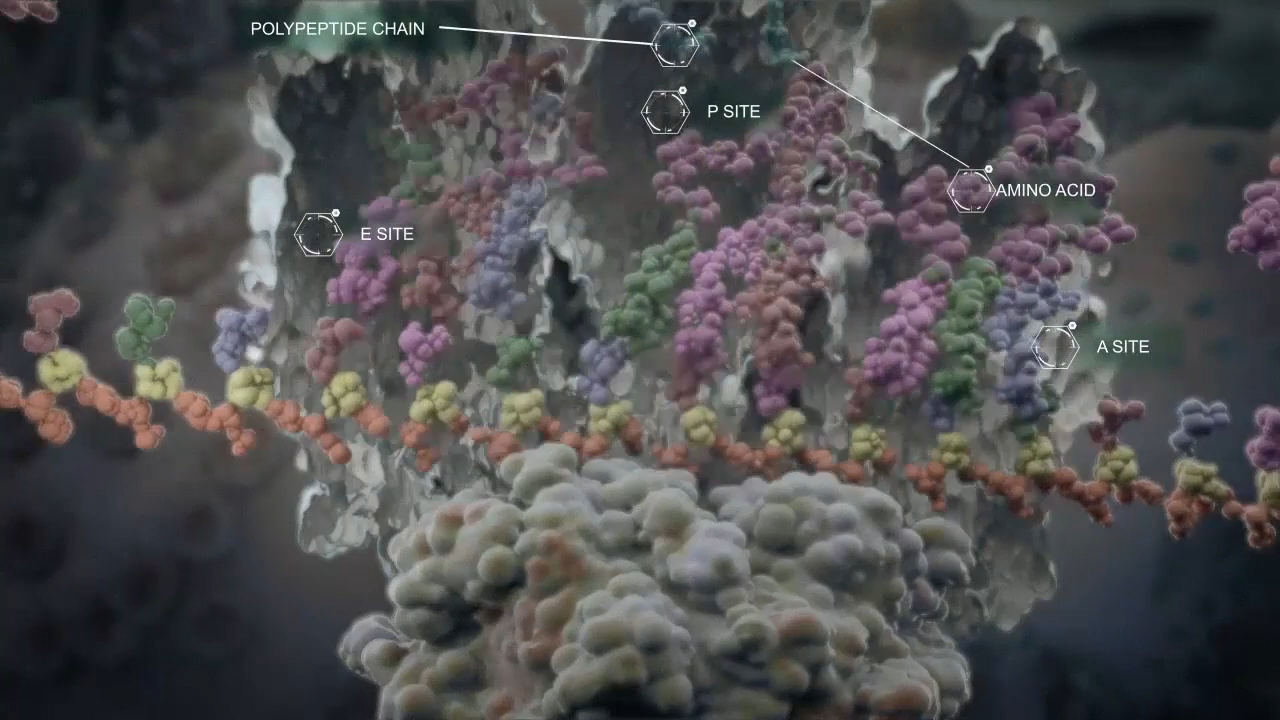 POLYPEPTIDE CHAIN
P SITE
AMINO ACID
E SITE
A SITE